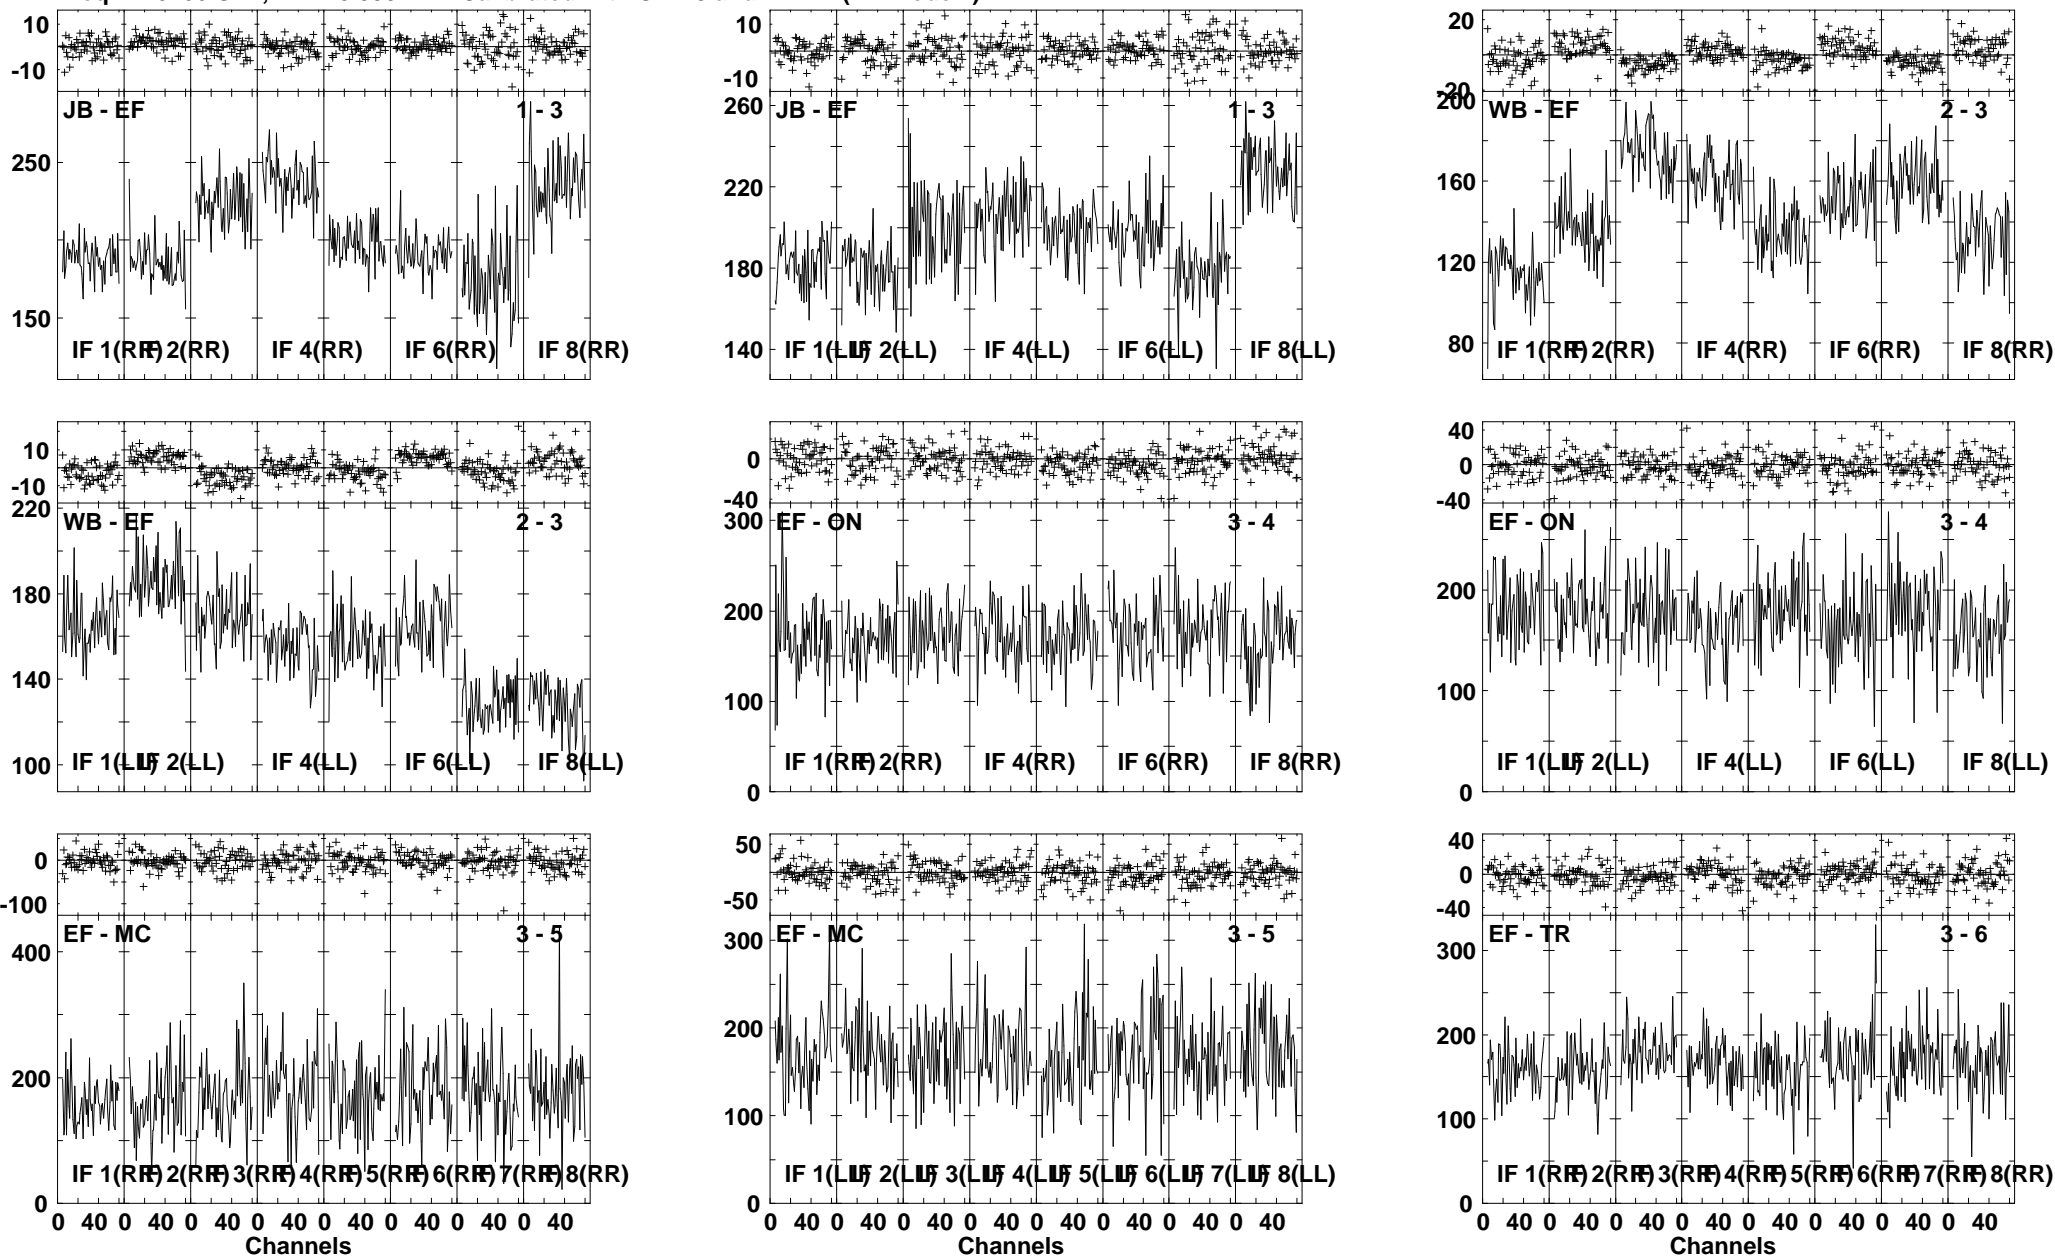 10
-10
JB - EF 1 - 3
250
150
IF 1(RR) IF 2(RR) IF 4(RR) IF 6(RR) IF 8(RR)
10
-10
260
JB - EF 1 - 3
220
180
140
IF 1(LL) IF 2(LL) IF 4(LL) IF 6(LL) IF 8(LL)
20
-20
200
WB - EF 2 - 3
160
120
80
IF 1(RR) IF 2(RR) IF 4(RR) IF 6(RR) IF 8(RR)
10
-10
220
WB - EF 2 - 3
180
140
100
IF 1(LL) IF 2(LL) IF 4(LL) IF 6(LL) IF 8(LL)
0
-40
300
EF - ON 3 - 4
200
100
0
IF 1(RR) IF 2(RR) IF 4(RR) IF 6(RR) IF 8(RR)
40
0
-40
EF - ON 3 - 4
200
100
0
IF 1(LL) IF 2(LL) IF 4(LL) IF 6(LL) IF 8(LL)
0
-100
EF - MC 3 - 5
400
200
0
IF 1(RR) IF 2(RR) IF 3(RR) IF 4(RR) IF 5(RR) IF 6(RR) IF 7(RR) IF 8(RR)
0 40 0 40 0 40 0 40 0 40 0 40 0 40 0 40
Channels
50
-50
EF - MC 3 - 5
300
200
100
0
IF 1(LL) IF 2(LL) IF 3(LL) IF 4(LL) IF 5(LL) IF 6(LL) IF 7(LL) IF 8(LL)
0 40 0 40 0 40 0 40 0 40 0 40 0 40 0 40
Channels
40
0
-40
EF - TR 3 - 6
300
200
100
0
IF 1(RR) IF 2(RR) IF 3(RR) IF 4(RR) IF 5(RR) IF 6(RR) IF 7(RR) IF 8(RR)
0 40 0 40 0 40 0 40 0 40 0 40 0 40 0 40
Channels